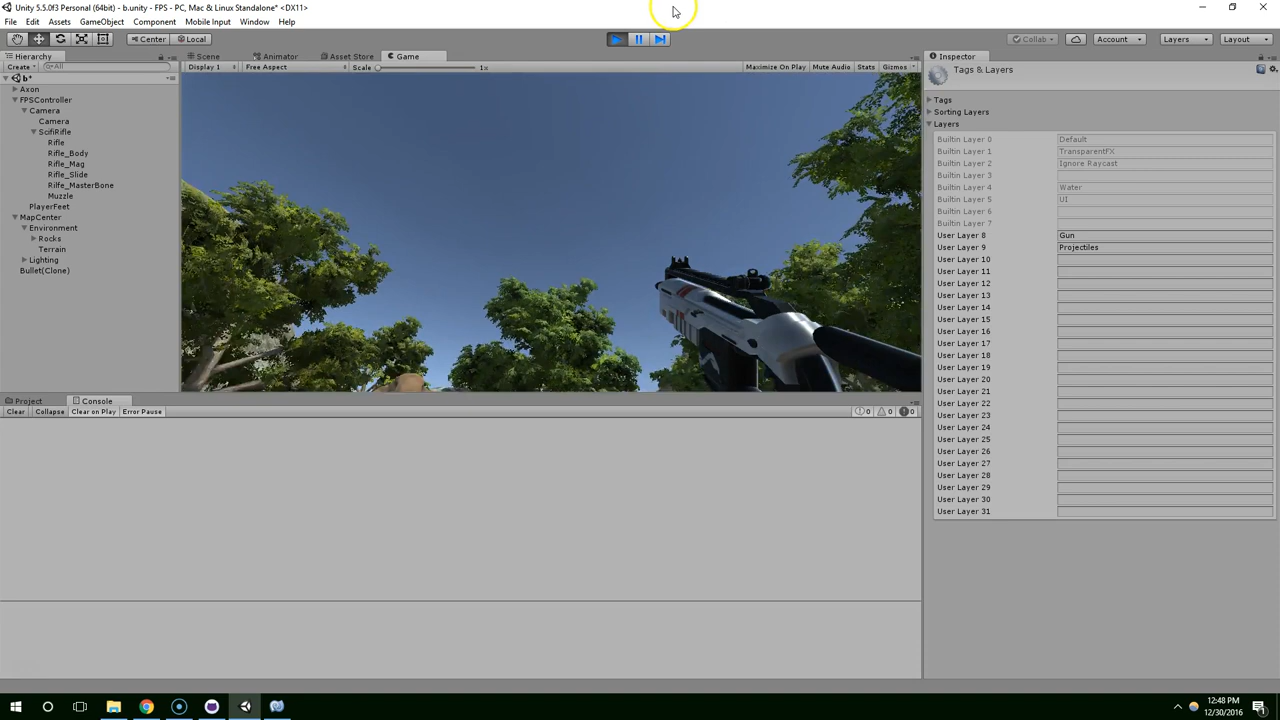 Unity 5.5.0f3 Personal (64bit) - b.unity - FPS - PC, Mac & Linux Standalone* <DX11>
File Edit Assets GameObject Component Mobile Input Window Help
Center Local Collab Account Layers Layout
Hierarchy Scene Animator Asset Store Game Inspector
Create All Display 1 Free Aspect Scale 1x Maximize On Play Mute Audio Stats Gizmos Tags & Layers
b*
Axon
FPSController
Camera
Camera
ScifiRifle
Rifle
Rifle_Body
Rifle_Mag
Rifle_Slide
Rilfe_MasterBone
Muzzle
PlayerFeet
MapCenter
Environment
Rocks
Terrain
Lighting
Bullet(Clone)
Tags
Sorting Layers
Layers
Builtin Layer 0 Default
Builtin Layer 1 TransparentFX
Builtin Layer 2 Ignore Raycast
Builtin Layer 3
Builtin Layer 4 Water
Builtin Layer 5 UI
Builtin Layer 6
Builtin Layer 7
User Layer 8 Gun
User Layer 9 Projectiles
User Layer 10
User Layer 11
User Layer 12
User Layer 13
User Layer 14
User Layer 15
User Layer 16
User Layer 17
User Layer 18
User Layer 19
User Layer 20
User Layer 21
User Layer 22
User Layer 23
User Layer 24
User Layer 25
User Layer 26
User Layer 27
User Layer 28
User Layer 29
User Layer 30
User Layer 31
Project Console
Clear Collapse Clear on Play Error Pause 0 0 0
12:48 PM
12/30/2016
1